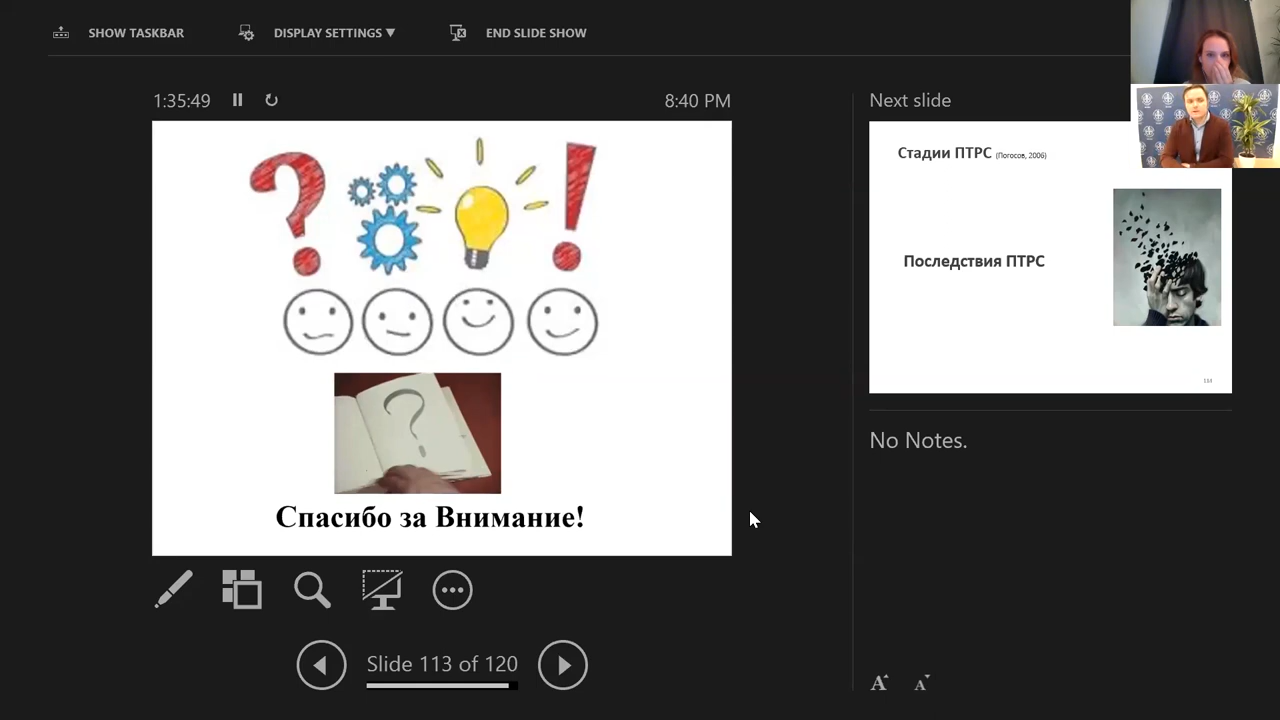 SHOW TASKBAR
DISPLAY SETTINGS ▼
END SLIDE SHOW
1:35:49
8:40 PM
Next slide
Стадии ПТРС (Погосов, 2006)
Последствия ПТРС
No Notes.
Спасибо за Внимание!
Slide 113 of 120